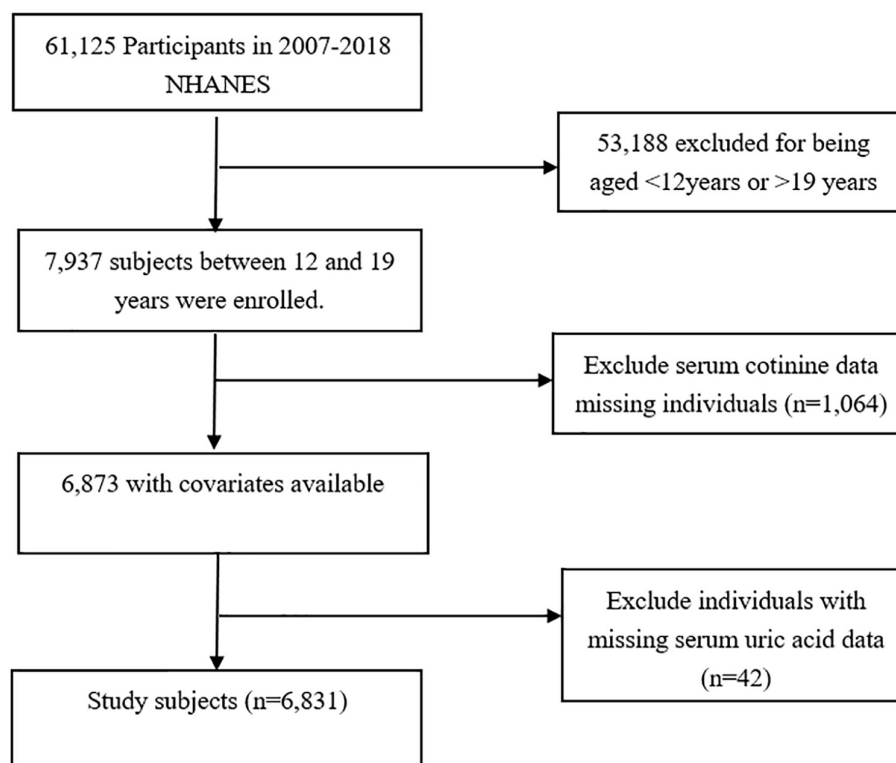 61,125 Participants in 2007-2018
NHANES
53,188 excluded for being
aged <12years or >19 years
7,937 subjects between 12 and 19
years were enrolled.
Exclude serum cotinine data
missing individuals (n=1,064)
6,873 with covariates available
Exclude individuals with
missing serum uric acid data
(n=42)
Study subjects (n=6,831)